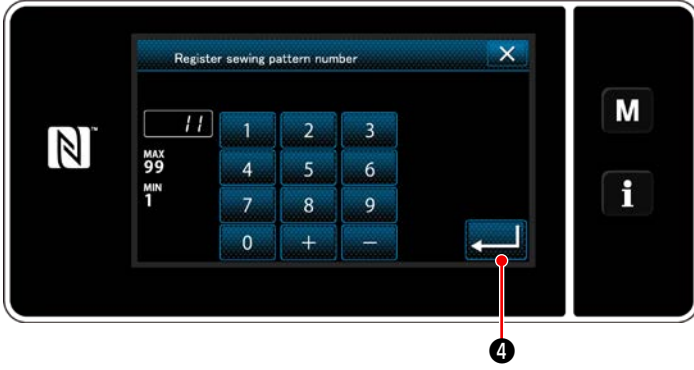 Register sewing pattern number
11
MAX
99
MIN
1
1 2 3
4 5 6
7 8 9
0 + −
M
i
N
™
4